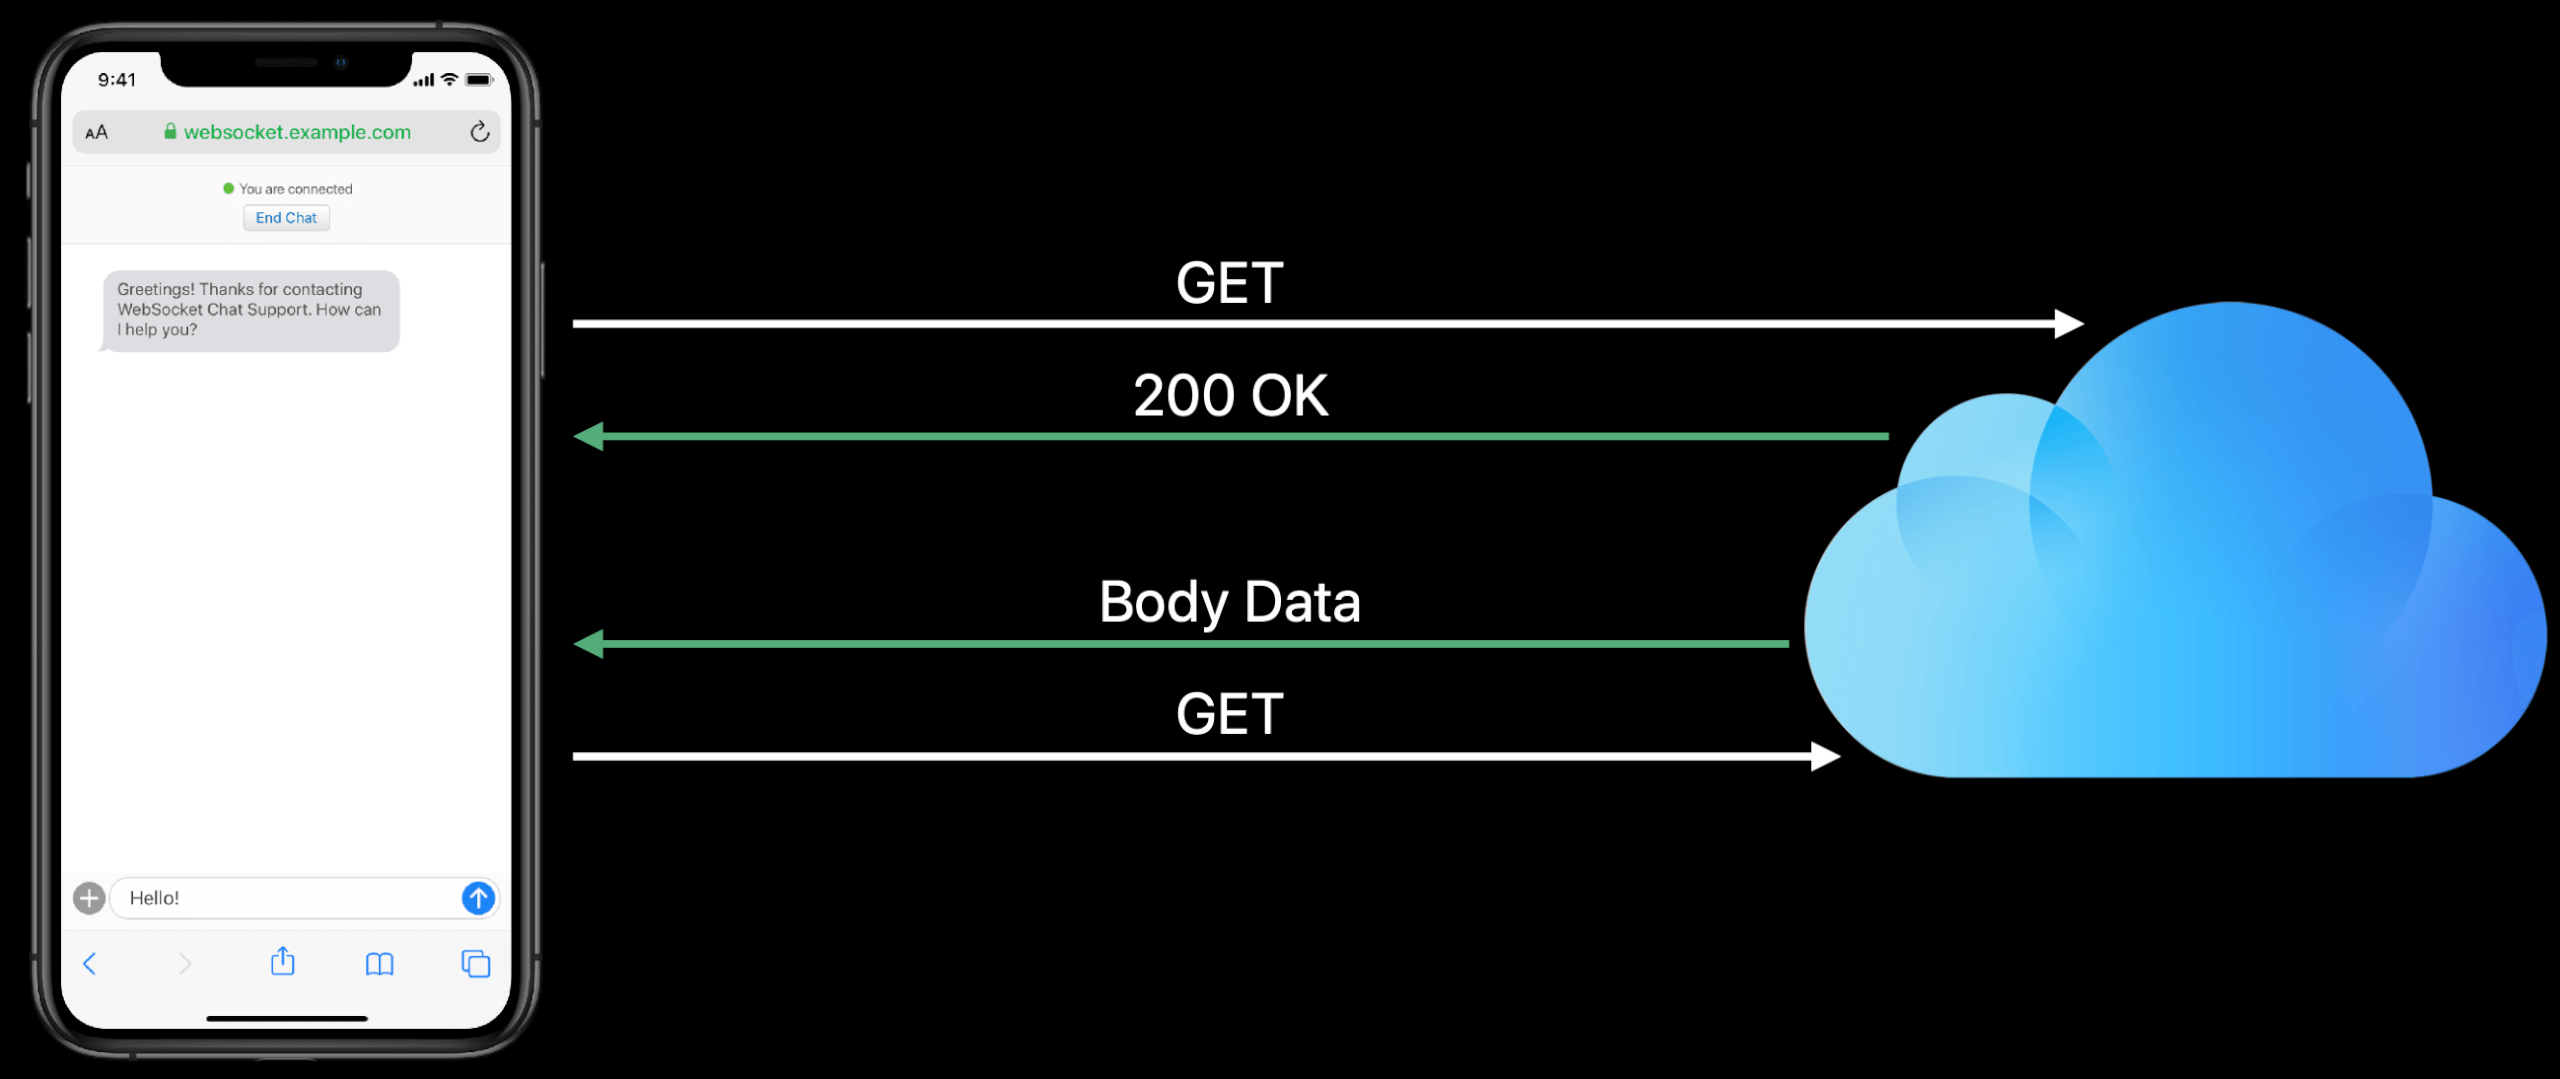 9:41
AA
websocket.example.com
You are connected
End Chat
Greetings! Thanks for contacting
WebSocket Chat Support. How can
I help you?
Hello!
GET
200 OK
Body Data
GET